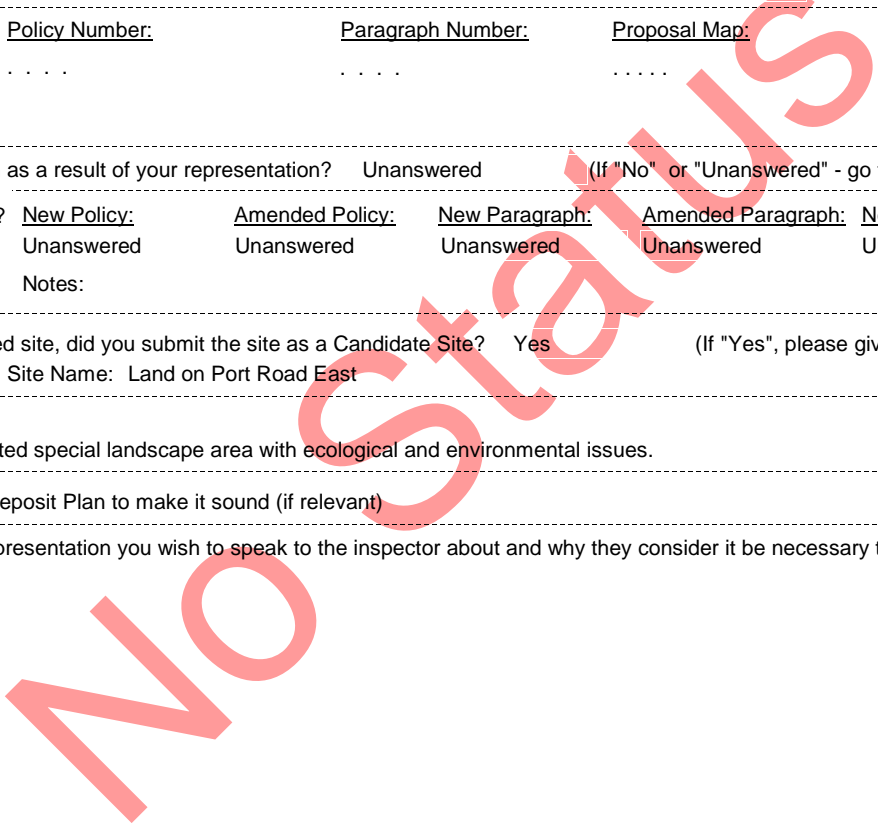 Policy Number: Paragraph Number: Proposal Map:
. . . . . . . . . . . . .
as a result of your representation? Unanswered (If "No" or "Unanswered" - go
? New Policy: Amended Policy: New Paragraph: Amended Paragraph:
Unanswered Unanswered Unanswered Unanswered
Notes:
ed site, did you submit the site as a Candidate Site? Yes (If "Yes", please giv
Site Name: Land on Port Road East
ted special landscape area with ecological and environmental issues.
eposit Plan to make it sound (if relevant)
presentation you wish to speak to the inspector about and why they consider it be necessary t
No Status